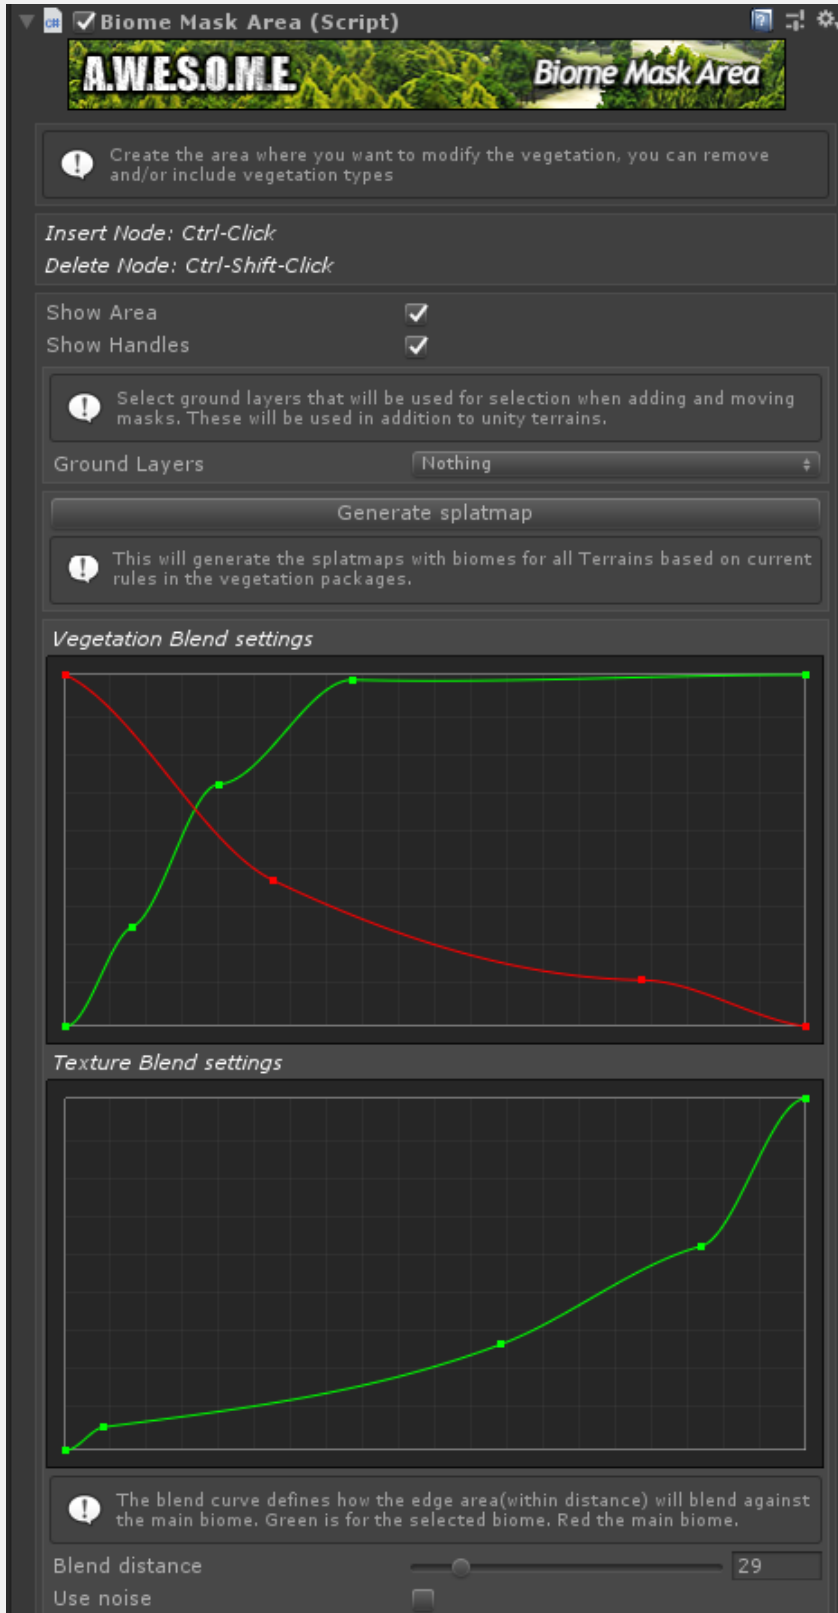 Biome Mask Area (Script)
A.W.E.S.O.M.E. Biome Mask Area
Create the area where you want to modify the vegetation, you can remove
and/or include vegetation types
Insert Node: Ctrl-Click
Delete Node: Ctrl-Shift-Click
Show Area
Show Handles
Select ground layers that will be used for selection when adding and moving
masks. These will be used in addition to unity terrains.
Ground Layers Nothing
Generate splatmap
This will generate the splatmaps with biomes for all Terrains based on current
rules in the vegetation packages.
Vegetation Blend settings
Texture Blend settings
The blend curve defines how the edge area(within distance) will blend against
the main biome. Green is for the selected biome. Red the main biome.
Blend distance 29
Use noise